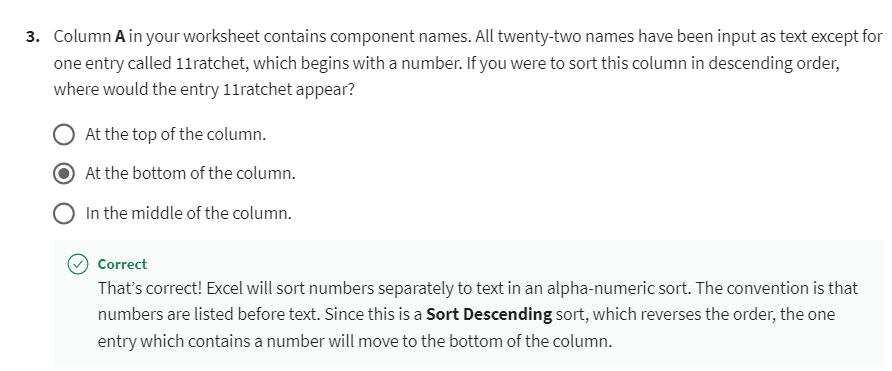 3. Column A in your worksheet contains component names. All twenty-two names have been input as text except for
one entry called 11ratchet, which begins with a number. If you were to sort this column in descending order,
where would the entry 11ratchet appear?
At the top of the column.
At the bottom of the column.
In the middle of the column.
Correct
That's correct! Excel will sort numbers separately to text in an alpha-numeric sort. The convention is that
numbers are listed before text. Since this is a Sort Descending sort, which reverses the order, the one
entry which contains a number will move to the bottom of the column.